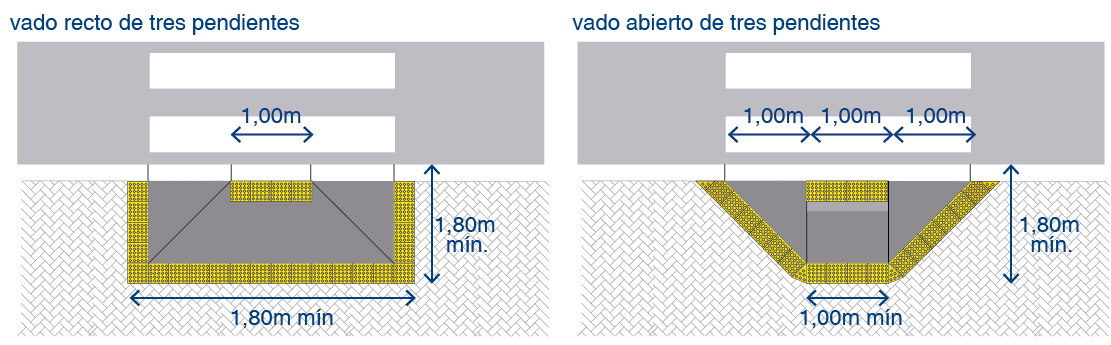 vado recto de tres pendientes
1,00m
1,80m
mín.
1,80m mín
vado abierto de tres pendientes
1,00m 1,00m 1,00m
1,80m
mín.
1,00m mín